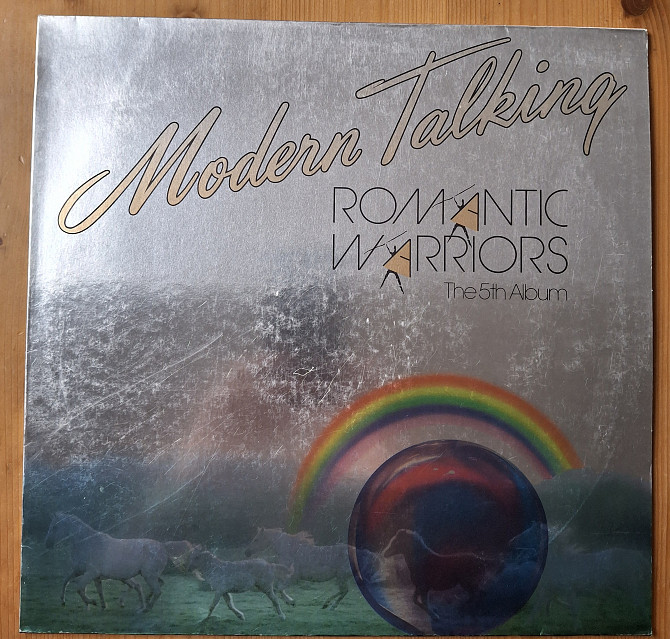 Modern Talking
ROMANTIC
WARRIORS
The 5th Album